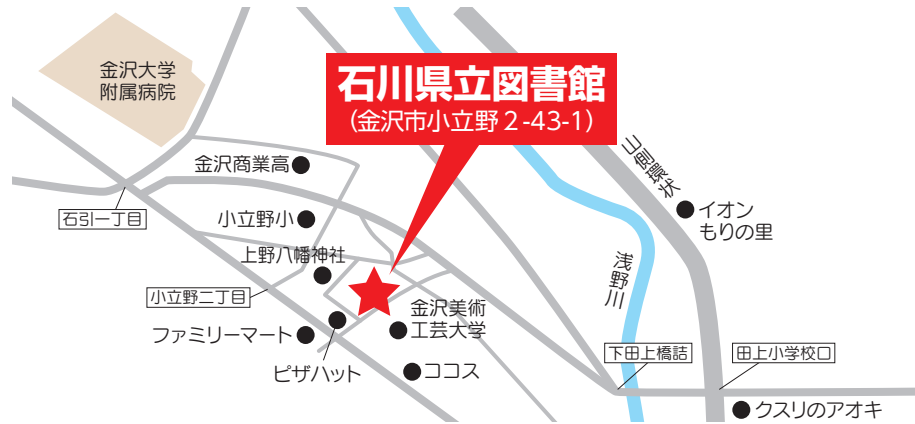 金沢大学
附属病院
石川県立図書館
(金沢市小立野2-43-1)
山側環状
金沢商業高
石引一丁目
小立野小
イオン
もりの里
上野八幡神社
浅野川
小立野二丁目
金沢美術
工芸大学
ファミリーマート
ピザハット
ココス
下田上橋詰
田上小学校口
クスリのアオキ